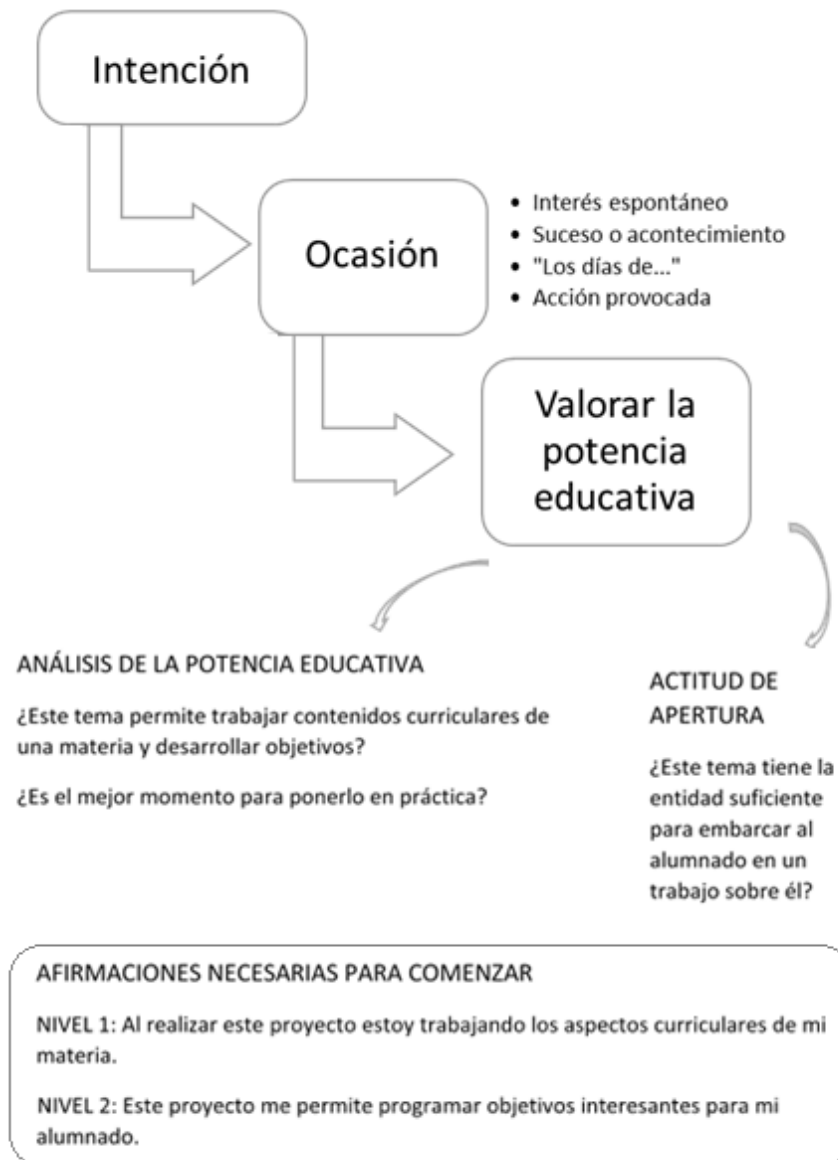 Intención
Ocasión
• Interés espontáneo
• Suceso o acontecimiento
• "Los días de..."
• Acción provocada
Valorar la
potencia
educativa
ANÁLISIS DE LA POTENCIA EDUCATIVA
¿Este tema permite trabajar contenidos curriculares de
una materia y desarrollar objetivos?
¿Es el mejor momento para ponerlo en práctica?
ACTITUD DE
APERTURA
¿Este tema tiene la
entidad suficiente
para embarcar al
alumnado en un
trabajo sobre él?
AFIRMACIONES NECESARIAS PARA COMENZAR
NIVEL 1: Al realizar este proyecto estoy trabajando los aspectos curriculares de mi
materia.
NIVEL 2: Este proyecto me permite programar objetivos interesantes para mi
alumnado.